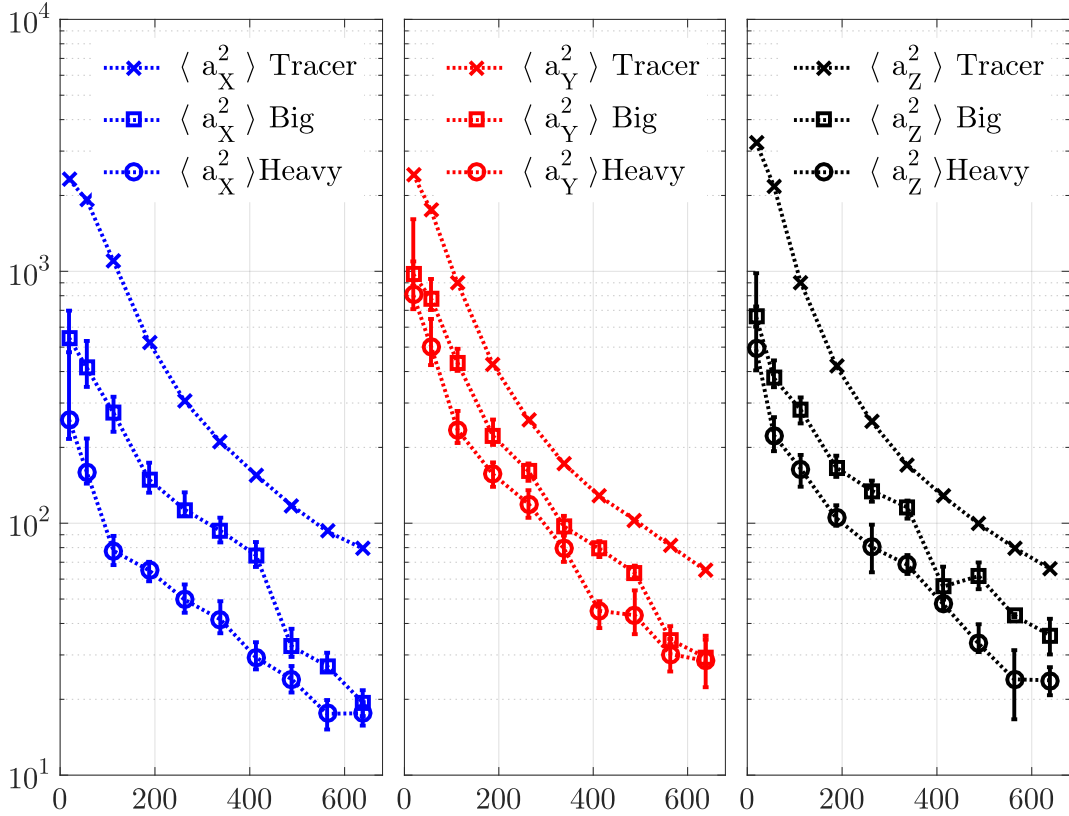 10^4
10^3
10^2
10^1
⟨ a_X^2 ⟩ Tracer
⟨ a_X^2 ⟩ Big
⟨ a_X^2 ⟩Heavy
0 200 400 600
⟨ a_Y^2 ⟩ Tracer
⟨ a_Y^2 ⟩ Big
⟨ a_Y^2 ⟩Heavy
0 200 400 600
⟨ a_Z^2 ⟩ Tracer
⟨ a_Z^2 ⟩ Big
⟨ a_Z^2 ⟩Heavy
0 200 400 600